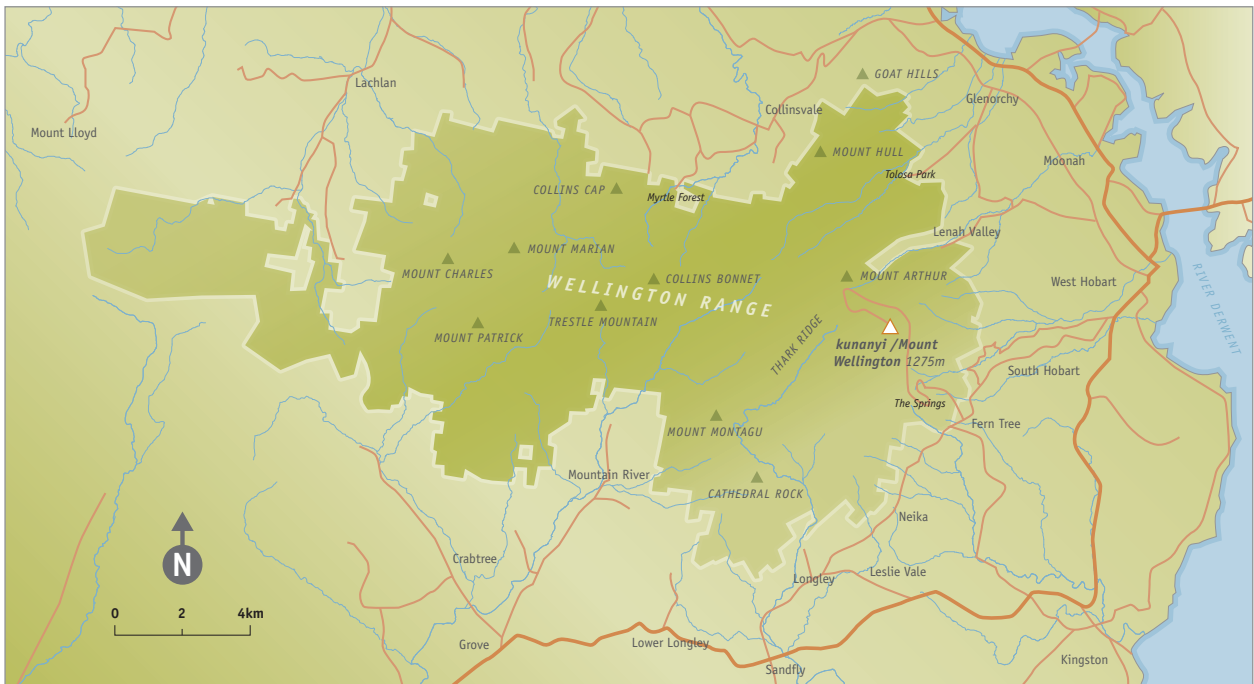 GOAT HILLS
Lachlan
Collinsvale
Glenorchy
Mount Lloyd
MOUNT HULL
Moonah
Tolosa Park
COLLINS CAP
Myrtle Forest
Lenah Valley
MOUNT MARIAN
MOUNT CHARLES
COLLINS BONNET
MOUNT ARTHUR
West Hobart
WELLINGTON RANGE
RIVER DERWENT
TRESTLE MOUNTAIN
MOUNT PATRICK
THARK RIDGE
kunanyi /Mount
Wellington 1275m
South Hobart
The Springs
Fern Tree
MOUNT MONTAGU
Mountain River
CATHEDRAL ROCK
Neika
N
Crabtree
Leslie Vale
Longley
0 2 4km
Grove
Lower Longley
Kingston
Sandfly